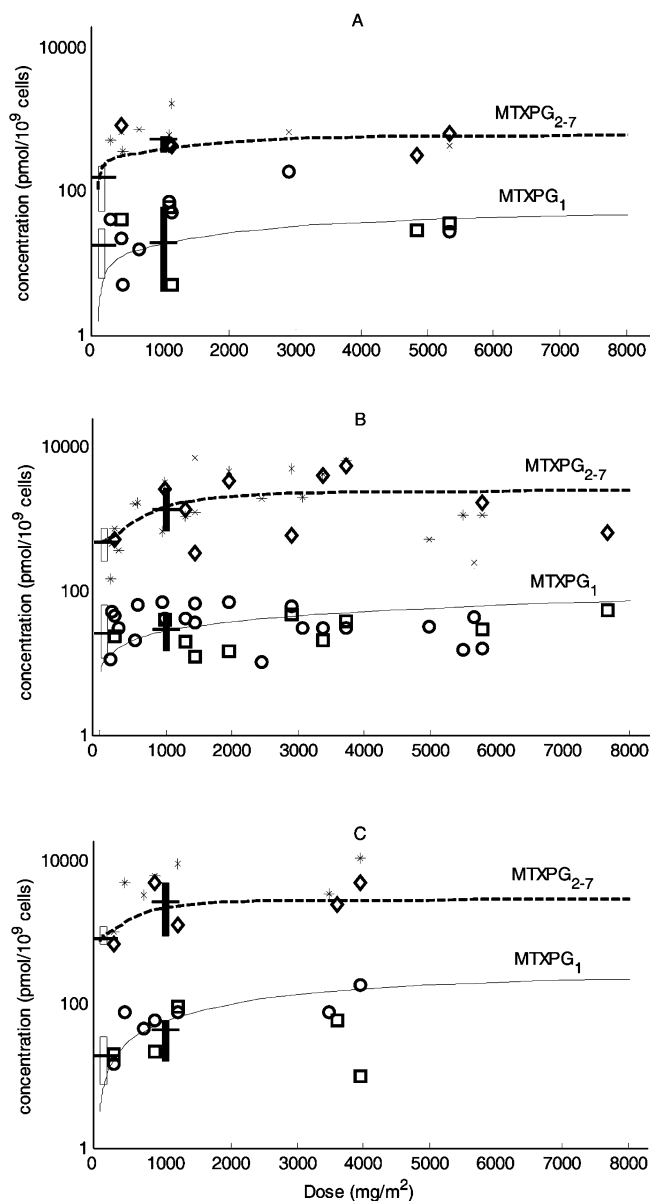 A
10000
100
1
concentration (pmol/10⁹ cells)
MTXPG₂₋₇
MTXPG₁
0 1000 2000 3000 4000 5000 6000 7000 8000
B
10000
100
1
concentration (pmol/10⁹ cells)
MTXPG₂₋₇
MTXPG₁
0 1000 2000 3000 4000 5000 6000 7000 8000
C
10000
100
1
concentration (pmol/10⁹ cells)
MTXPG₂₋₇
MTXPG₁
0 1000 2000 3000 4000 5000 6000 7000 8000
Dose (mg/m²)